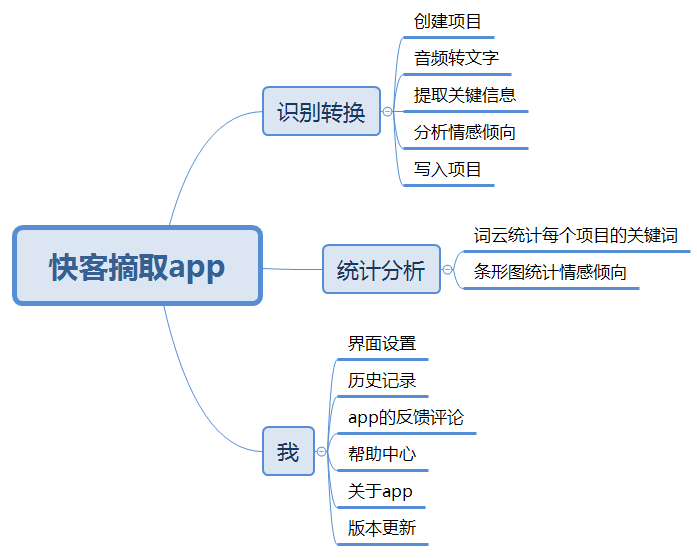 快客摘取app
识别转换
创建项目
音频转文字
提取关键信息
分析情感倾向
写入项目
统计分析
词云统计每个项目的关键词
条形图统计情感倾向
我
界面设置
历史记录
app的反馈评论
帮助中心
关于app
版本更新